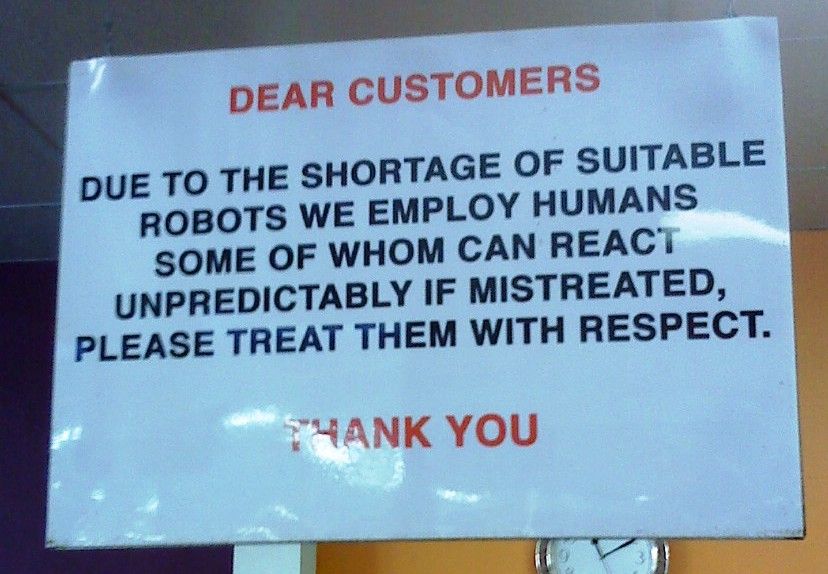 DEAR CUSTOMERS
DUE TO THE SHORTAGE OF SUITABLE
ROBOTS WE EMPLOY HUMANS
SOME OF WHOM CAN REACT
UNPREDICTABLY IF MISTREATED,
PLEASE TREAT THEM WITH RESPECT.
THANK YOU